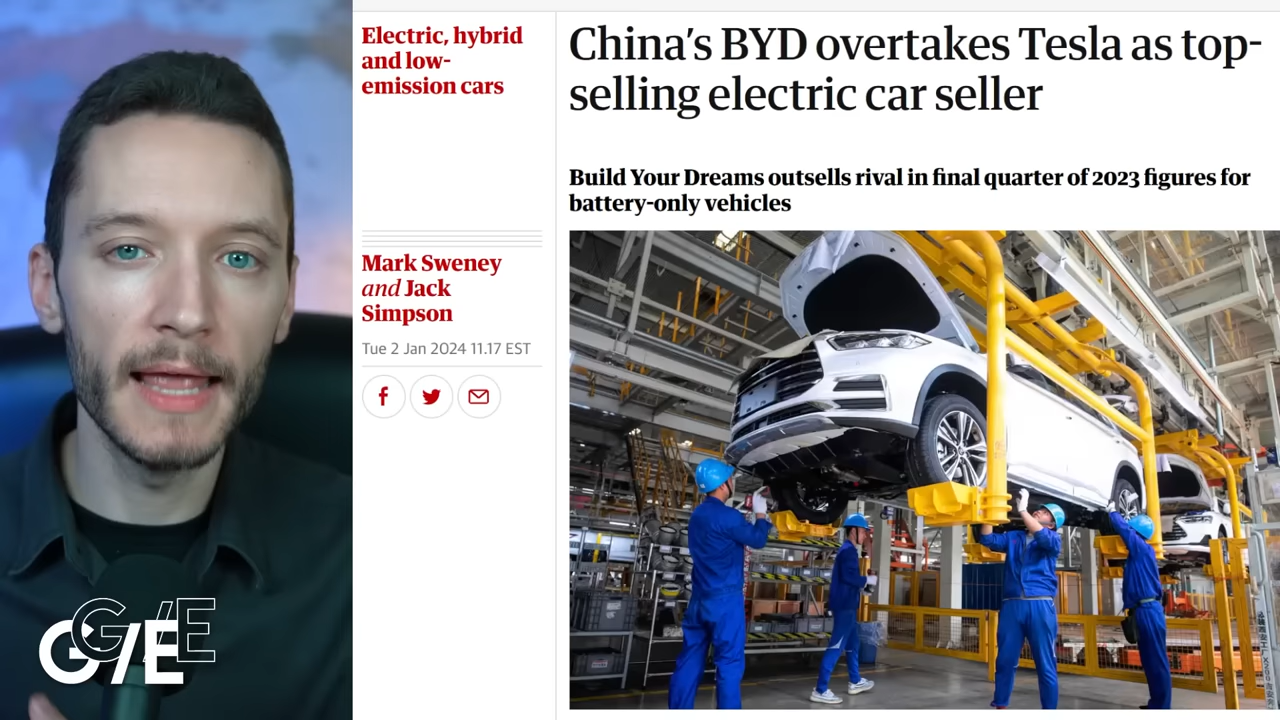 Electric, hybrid
and low-
emission cars
China's BYD overtakes Tesla as top-
selling electric car seller
Build Your Dreams outsells rival in final quarter of 2023 figures for
battery-only vehicles
Mark Sweney
and Jack
Simpson
Tue 2 Jan 2024 11.17 EST
G/E
G/E